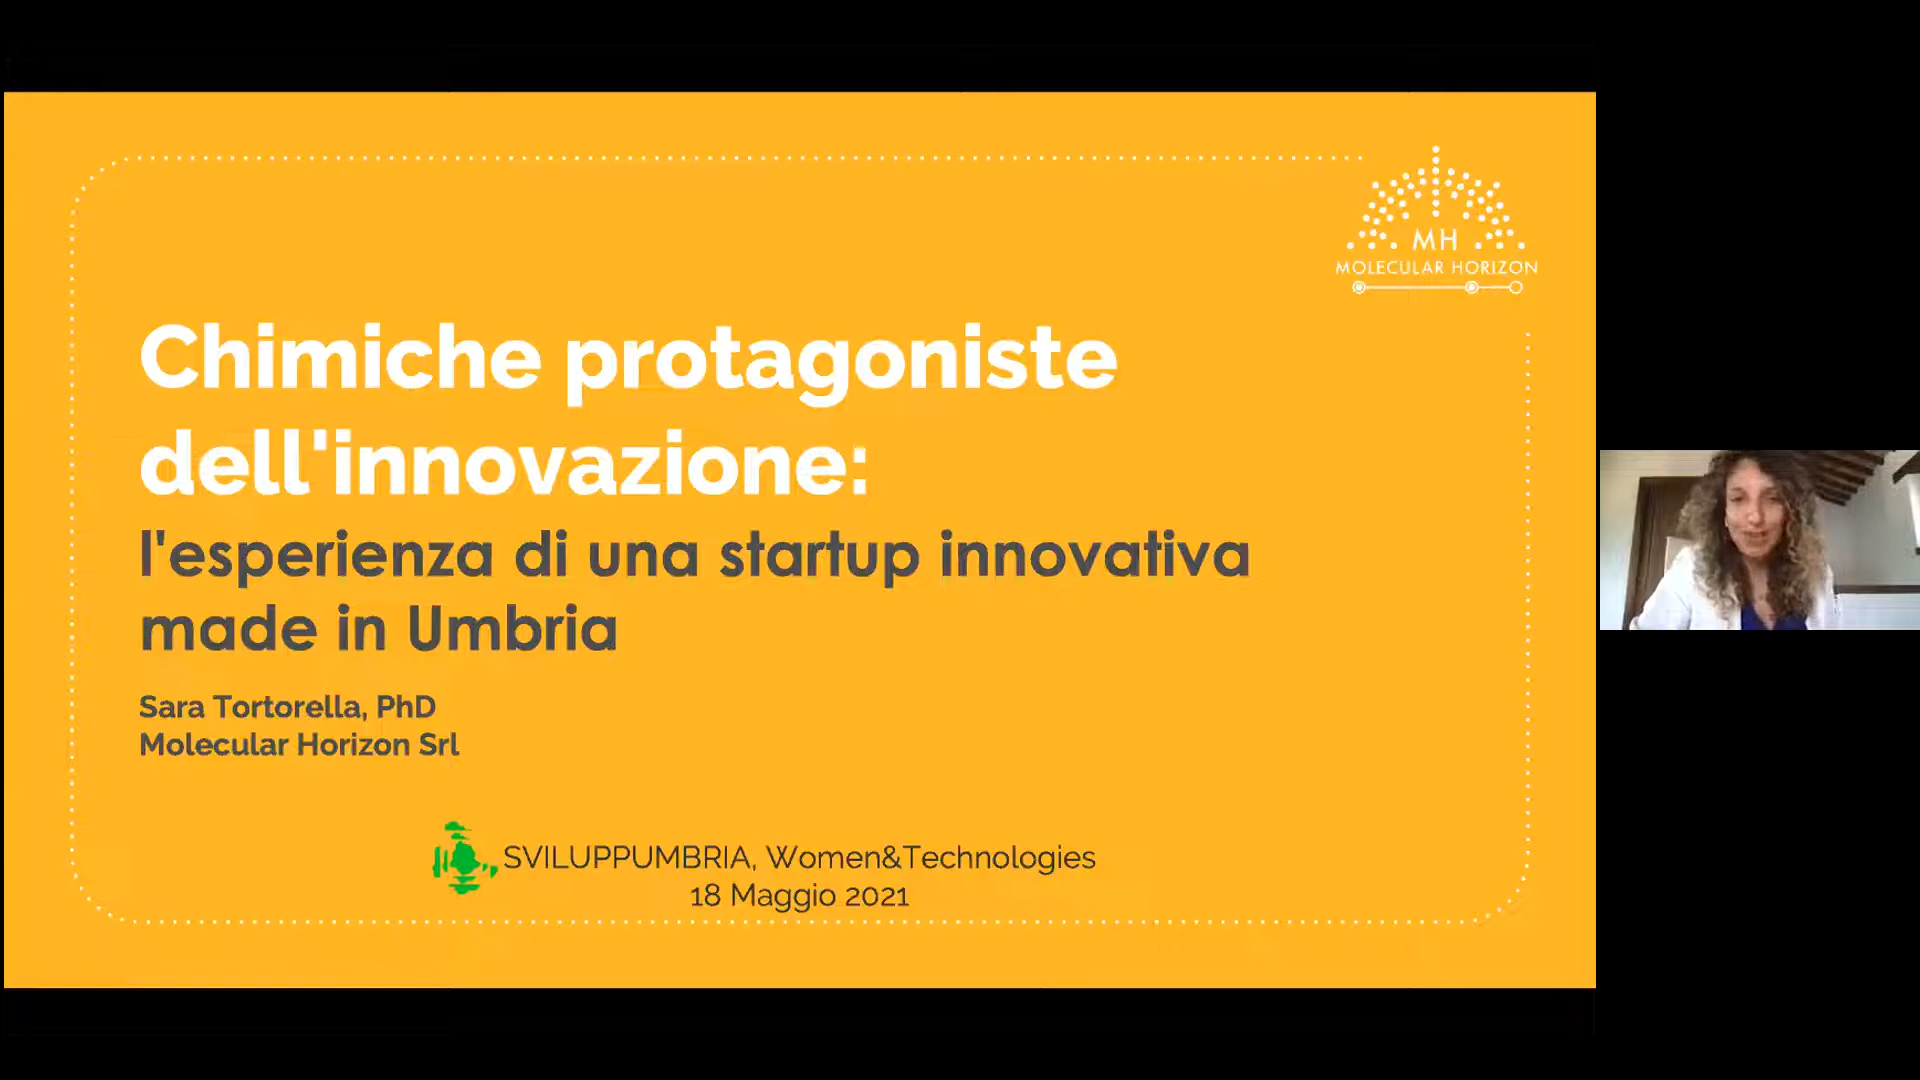 MH
MOLECULAR HORIZON
Chimiche protagoniste
dell'innovazione:
l'esperienza di una startup innovativa
made in Umbria
Sara Tortorella, PhD
Molecular Horizon Srl
SVILUPPUMBRIA, Women&Technologies
18 Maggio 2021